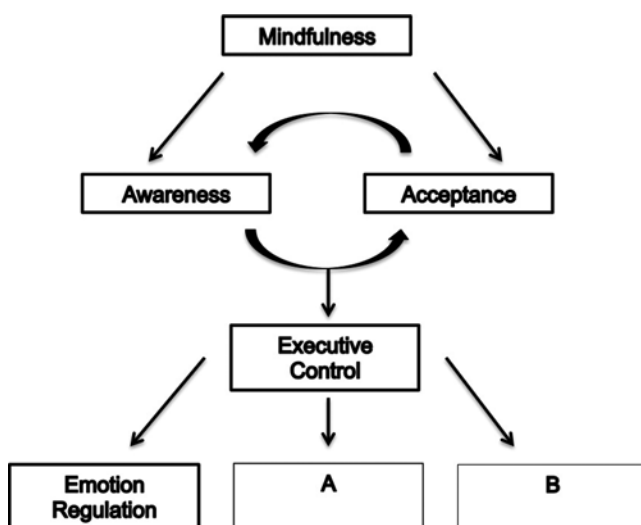 Mindfulness
Awareness
Acceptance
Executive
Control
Emotion
Regulation
A
B